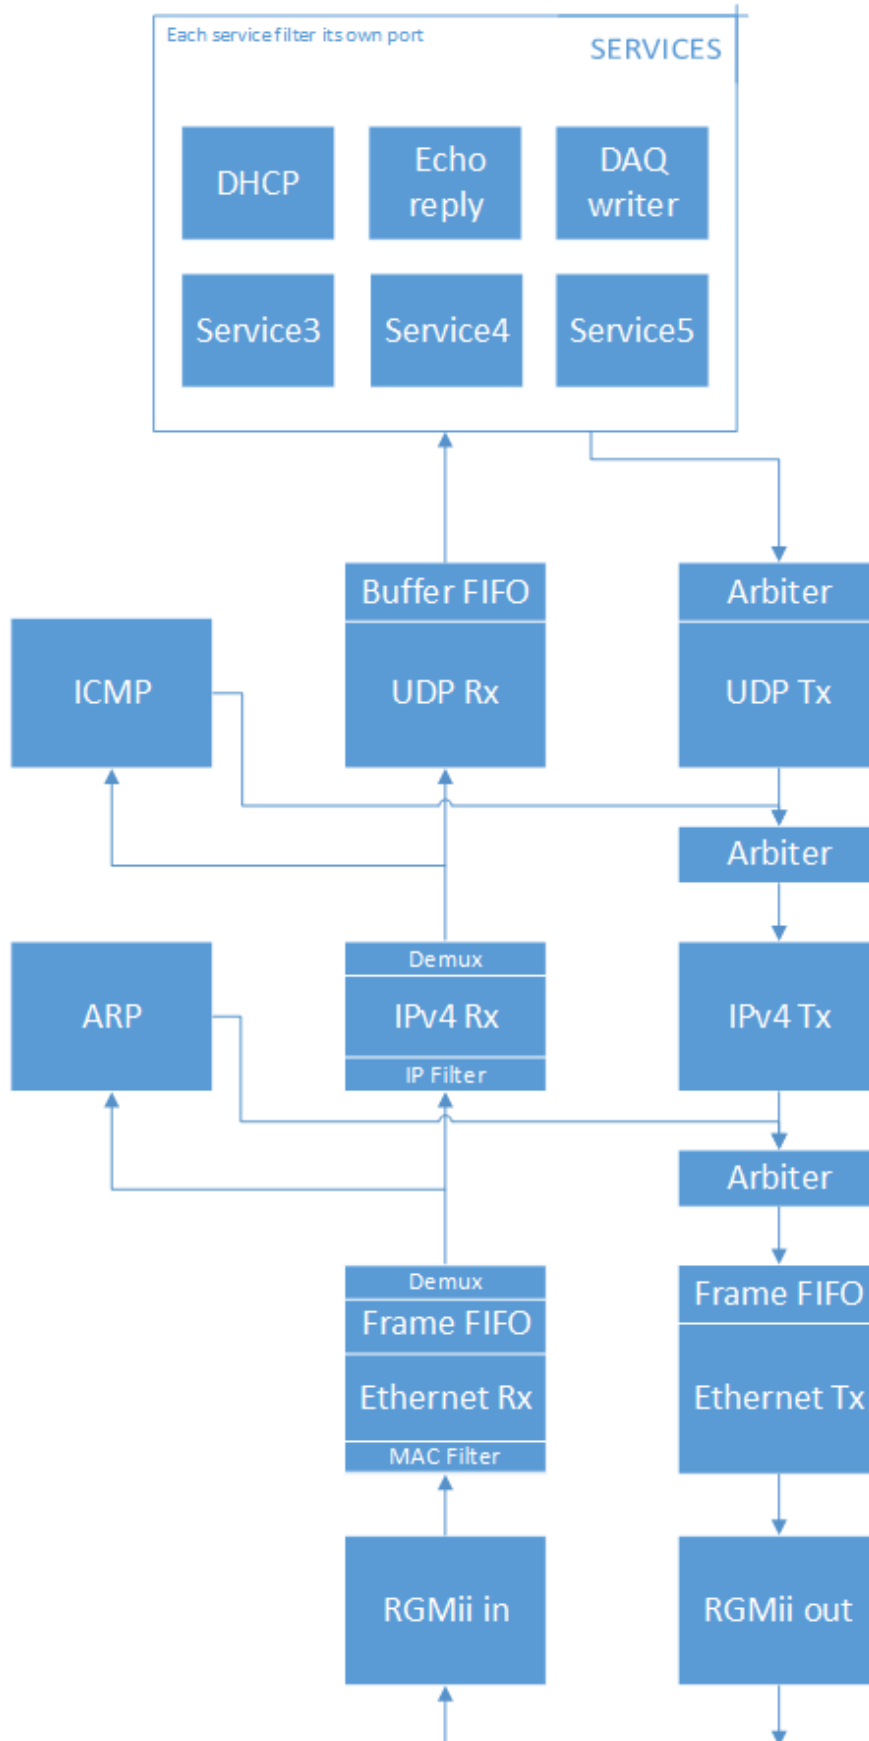 Each service filter its own port
SERVICES
DHCP
Echo
reply
DAQ
writer
Service3
Service4
Service5
Buffer FIFO
UDP Rx
Arbiter
UDP Tx
ICMP
Arbiter
ARP
Demux
IPv4 Rx
IP Filter
IPv4 Tx
Arbiter
Demux
Frame FIFO
Ethernet Rx
MAC Filter
Frame FIFO
Ethernet Tx
RGMii in
RGMii out